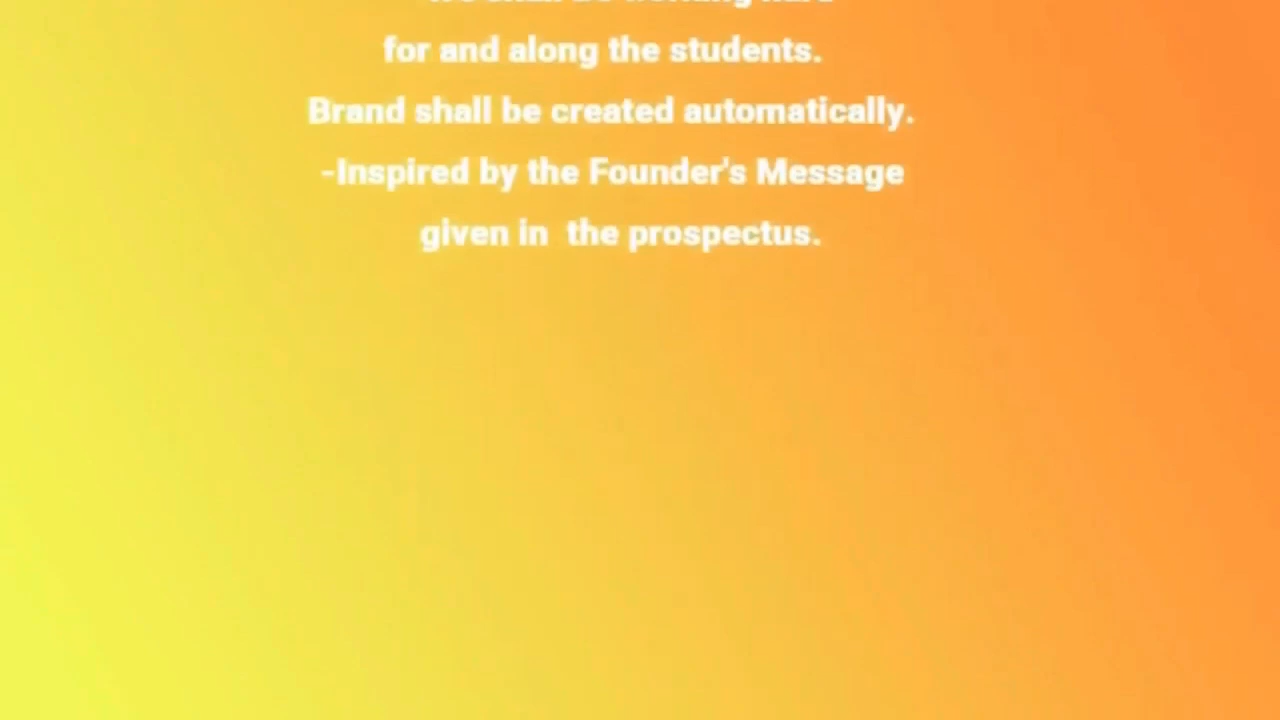 for and along the students.
Brand shall be created automatically.
-Inspired by the Founder's Message
given in  the prospectus.